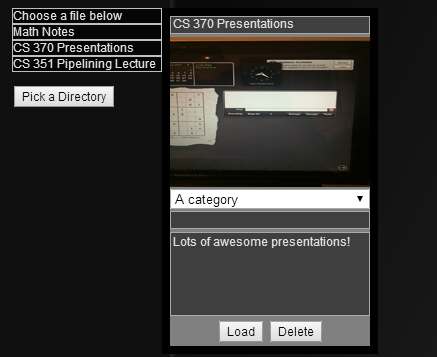 Choose a file below
Math Notes
CS 370 Presentations
CS 351 Pipelining Lecture
Pick a Directory
CS 370 Presentations
A category
Lots of awesome presentations!
Load
Delete